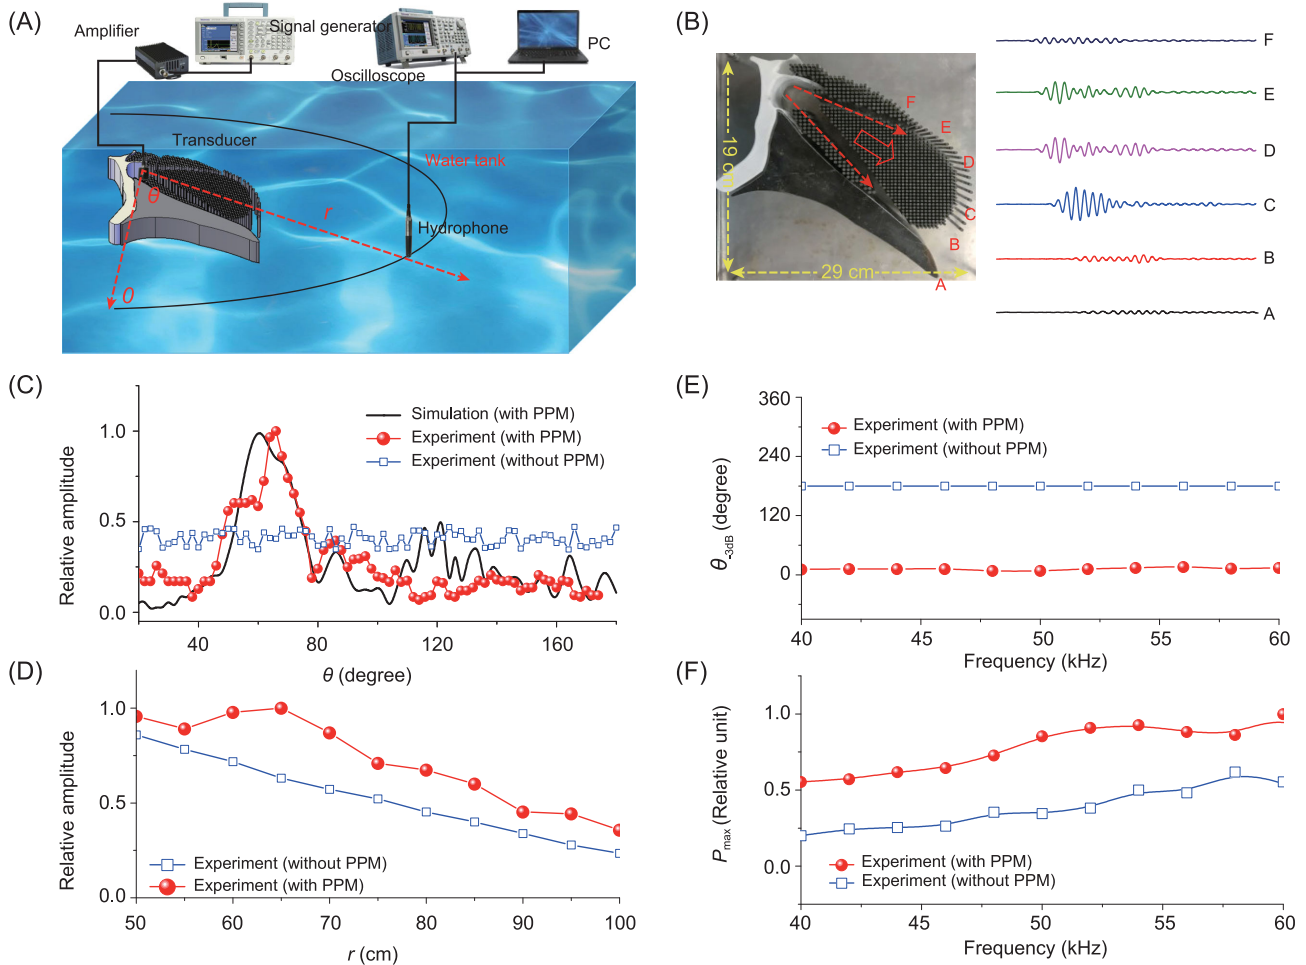 (A)
Amplifier
Signal generator
Oscilloscope
PC
Transducer
Water tank
Hydrophone
θ
r
0
(B)
19 cm
29 cm
F
E
D
C
B
A
F
E
D
C
B
A
(C)
Relative amplitude
1.0
0.5
0.0
Simulation (with PPM)
Experiment (with PPM)
Experiment (without PPM)
40
80
120
160
θ (degree)
(D)
Relative amplitude
1.0
0.5
0.0
Experiment (without PPM)
Experiment (with PPM)
50
60
70
80
90
100
r (cm)
(E)
θ-3dB (degree)
360
240
120
0
Experiment (with PPM)
Experiment (without PPM)
40
45
50
55
60
Frequency (kHz)
(F)
Pmax (Relative unit)
1.0
0.5
0.0
Experiment (with PPM)
Experiment (without PPM)
40
45
50
55
60
Frequency (kHz)